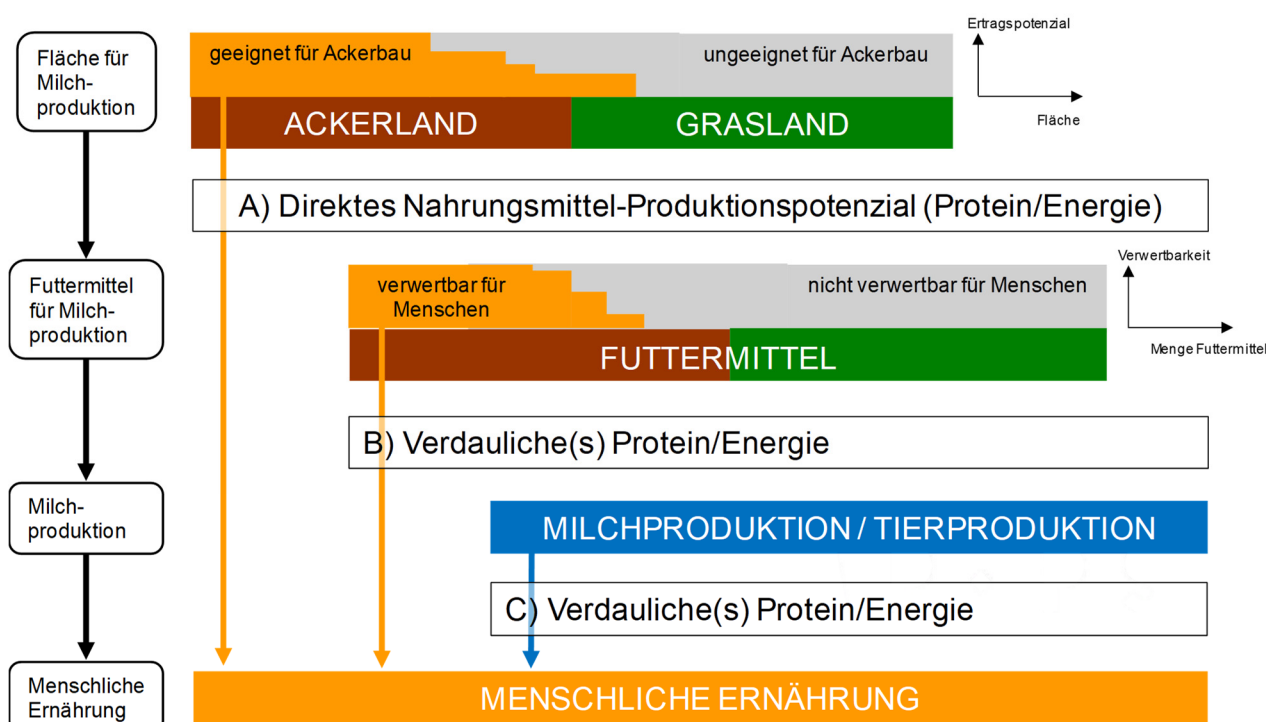 Fläche für
Milch-
produktion
geeignet für Ackerbau
ungeeignet für Ackerbau
Ertragspotenzial
Fläche
ACKERLAND
GRASLAND
A) Direktes Nahrungsmittel-Produktionspotenzial (Protein/Energie)
Futtermittel
für Milch-
produktion
verwertbar für
Menschen
nicht verwertbar für Menschen
Verwertbarkeit
Menge Futtermittel
FUTTERMITTEL
B) Verdauliche(s) Protein/Energie
Milch-
produktion
MILCHPRODUKTION / TIERPRODUKTION
C) Verdauliche(s) Protein/Energie
Menschliche
Ernährung
MENSCHLICHE ERNÄHRUNG